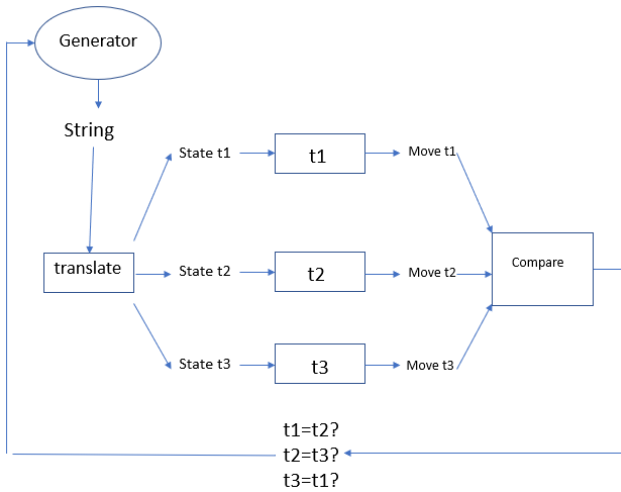 Generator
String
translate
State t1
t1
Move t1
State t2
t2
Move t2
State t3
t3
Move t3
Compare
t1=t2?
t2=t3?
t3=t1?